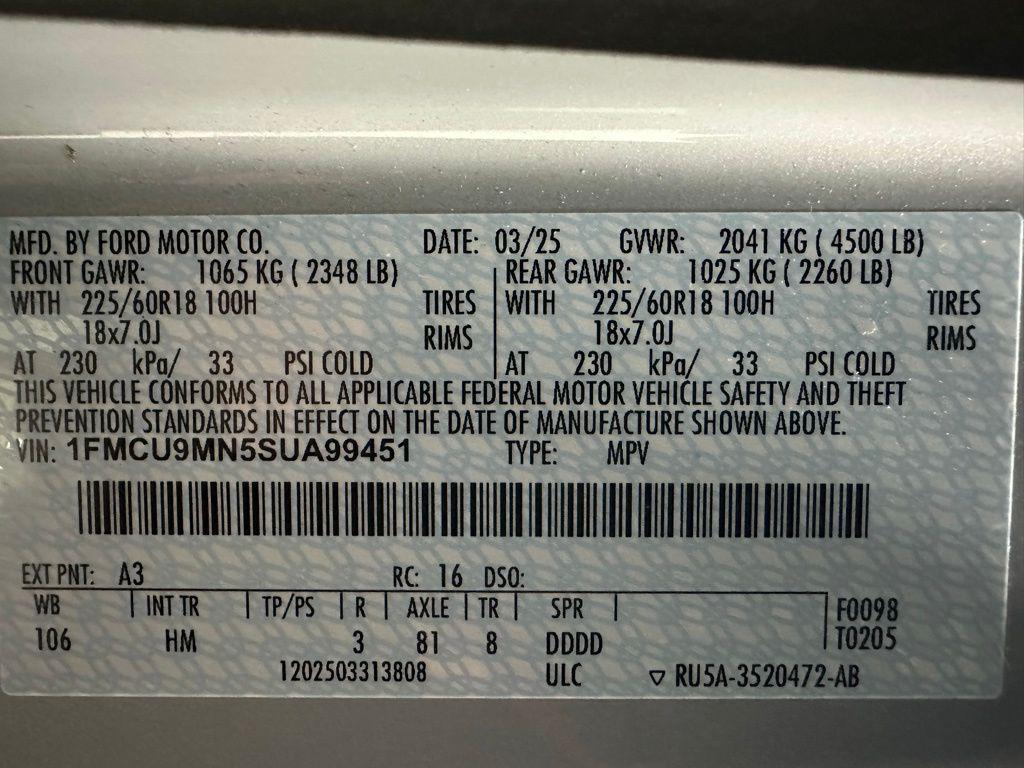 MFD. BY FORD MOTOR CO. DATE: 03/25 GVWR: 2041 KG ( 4500 LB)
FRONT GAWR: 1065 KG ( 2348 LB) REAR GAWR: 1025 KG ( 2260 LB)
WITH 225/60R18 100H TIRES WITH 225/60R18 100H TIRES
18x7.0J RIMS 18x7.0J RIMS
AT 230 kPa/ 33 PSI COLD AT 230 kPa/ 33 PSI COLD
THIS VEHICLE CONFORMS TO ALL APPLICABLE FEDERAL MOTOR VEHICLE SAFETY AND THEFT
PREVENTION STANDARDS IN EFFECT ON THE DATE OF MANUFACTURE SHOWN ABOVE.
VIN: 1FMCU9MN5SUA99451 TYPE: MPV
EXT PNT: A3 RC: 16 DSO:
WB INT TR TP/PS R AXLE TR SPR F0098
106 HM 3 81 8 DDDD T0205
1202503313808 ULC ▽ RU5A-3520472-AB